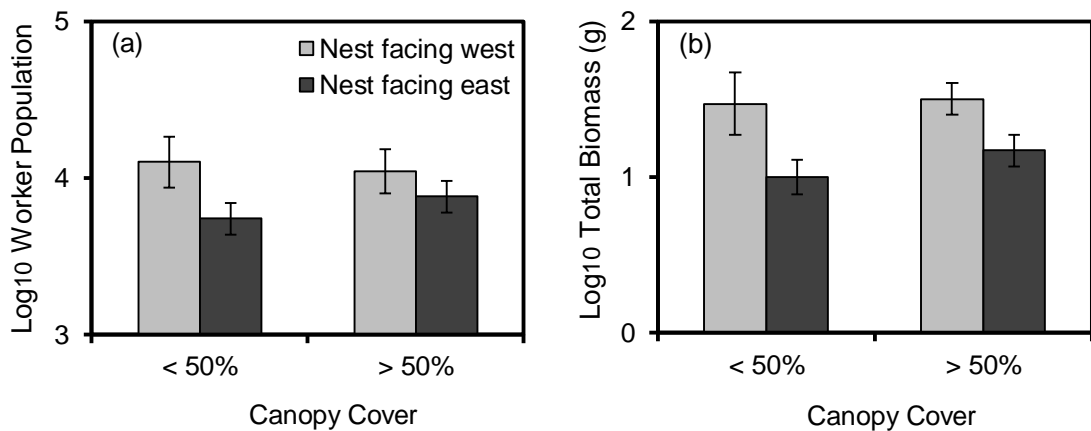 (a)
5
4
3
Log10 Worker Population
Nest facing west
Nest facing east
< 50%
> 50%
Canopy Cover
(b)
2
1
0
Log10 Total Biomass (g)
< 50%
> 50%
Canopy Cover